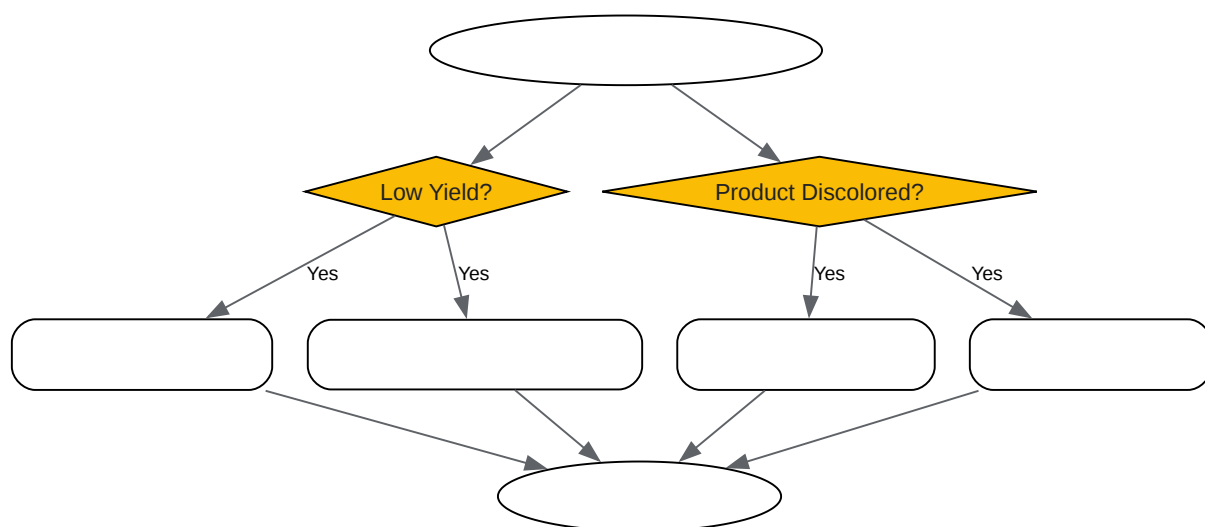 Low Yield?
Product Discolored?
Yes
Yes
Yes
Yes